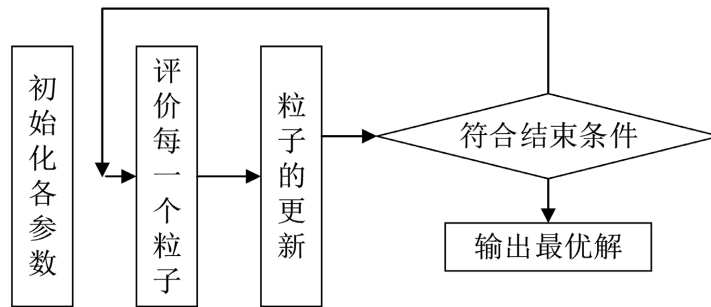 初始化各参数
评价每一个粒子
粒子的更新
符合结束条件
输出最优解